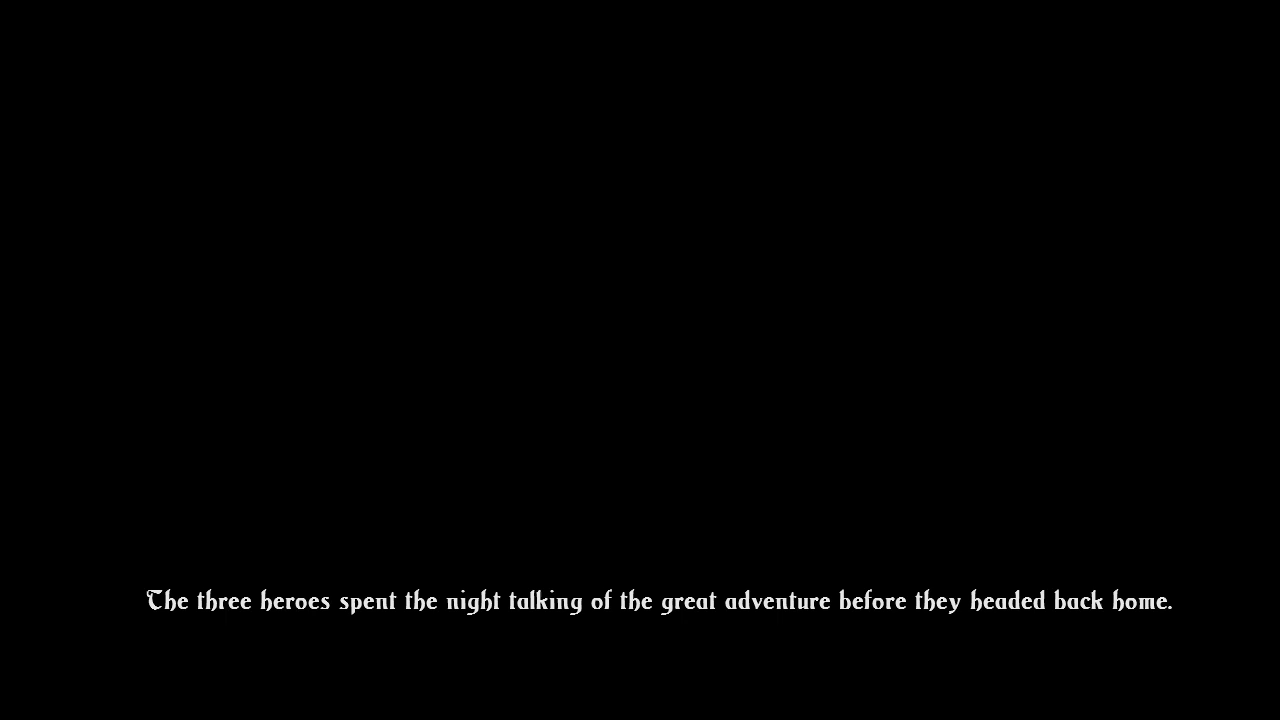 The three heroes spent the night talking of the great adventure before they headed back home.